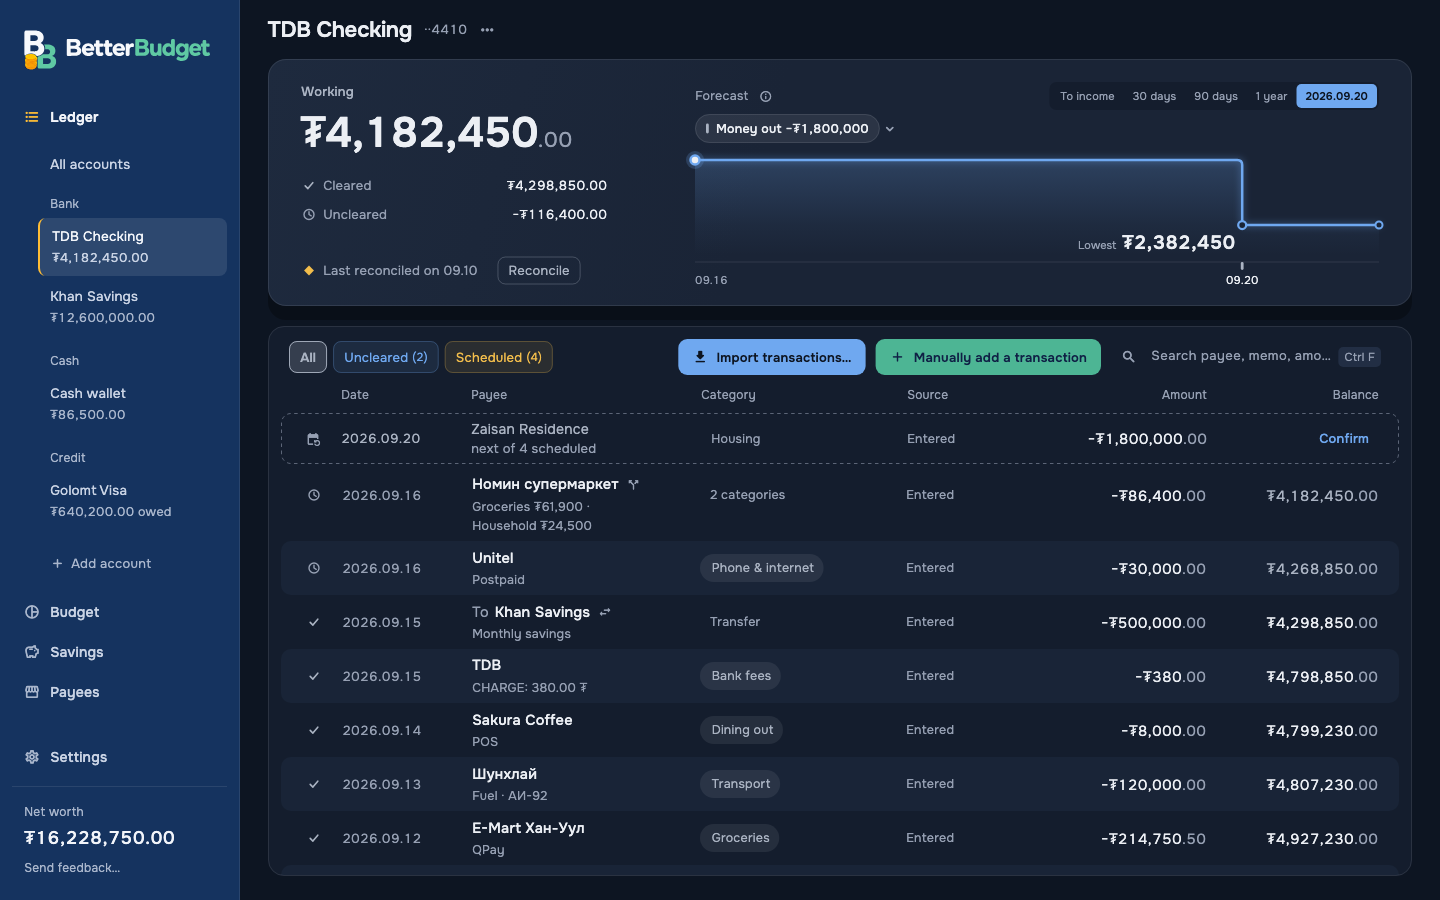 BB BetterBudget
Ledger
All accounts
Bank
TDB Checking
₮4,182,450.00
Khan Savings
₮12,600,000.00
Cash
Cash wallet
₮86,500.00
Credit
Golomt Visa
₮640,200.00 owed
+ Add account
Budget
Savings
Payees
Settings
Net worth
₮16,228,750.00
Send feedback...
TDB Checking ··4410 ···
Working
₮4,182,450.00
Cleared ₮4,298,850.00
Uncleared -₮116,400.00
Last reconciled on 09.10 Reconcile
Forecast
To income 30 days 90 days 1 year 2026.09.20
Money out -₮1,800,000
Lowest ₮2,382,450
09.16 09.20
All Uncleared (2) Scheduled (4) Import transactions... + Manually add a transaction Search payee, memo, amo... Ctrl F
Date Payee Category Source Amount Balance
2026.09.20 Zaisan Residence Housing Entered -₮1,800,000.00 Confirm
next of 4 scheduled
2026.09.16 Номин супермаркет 2 categories Entered -₮86,400.00 ₮4,182,450.00
Groceries ₮61,900 ·
Household ₮24,500
2026.09.16 Unitel Phone & internet Entered -₮30,000.00 ₮4,268,850.00
Postpaid
2026.09.15 To Khan Savings Transfer Entered -₮500,000.00 ₮4,298,850.00
Monthly savings
2026.09.15 TDB Bank fees Entered -₮380.00 ₮4,798,850.00
CHARGE: 380.00 ₮
2026.09.14 Sakura Coffee Dining out Entered -₮8,000.00 ₮4,799,230.00
POS
2026.09.13 Шунхлай Transport Entered -₮120,000.00 ₮4,807,230.00
Fuel · АИ-92
2026.09.12 E-Mart Хан-Уул Groceries Entered -₮214,750.50 ₮4,927,230.00
QPay